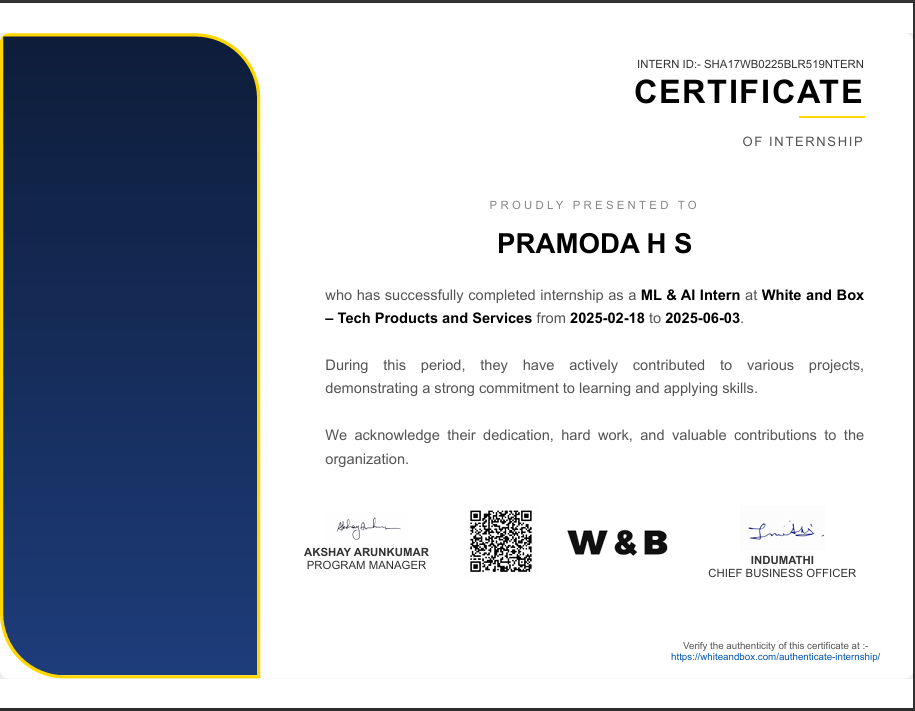 INTERN ID:- SHA17WB0225BLR519NTERN
CERTIFICATE
OF INTERNSHIP
PROUDLY PRESENTED TO
PRAMODA H S
who has successfully completed internship as a ML & AI Intern at White and Box
– Tech Products and Services from 2025-02-18 to 2025-06-03.
During this period, they have actively contributed to various projects,
demonstrating a strong commitment to learning and applying skills.
We acknowledge their dedication, hard work, and valuable contributions to the
organization.
AKSHAY ARUNKUMAR
PROGRAM MANAGER
W & B
INDUMATHI
CHIEF BUSINESS OFFICER
Verify the authenticity of this certificate at :-
https://whiteandbox.com/authenticate-internship/